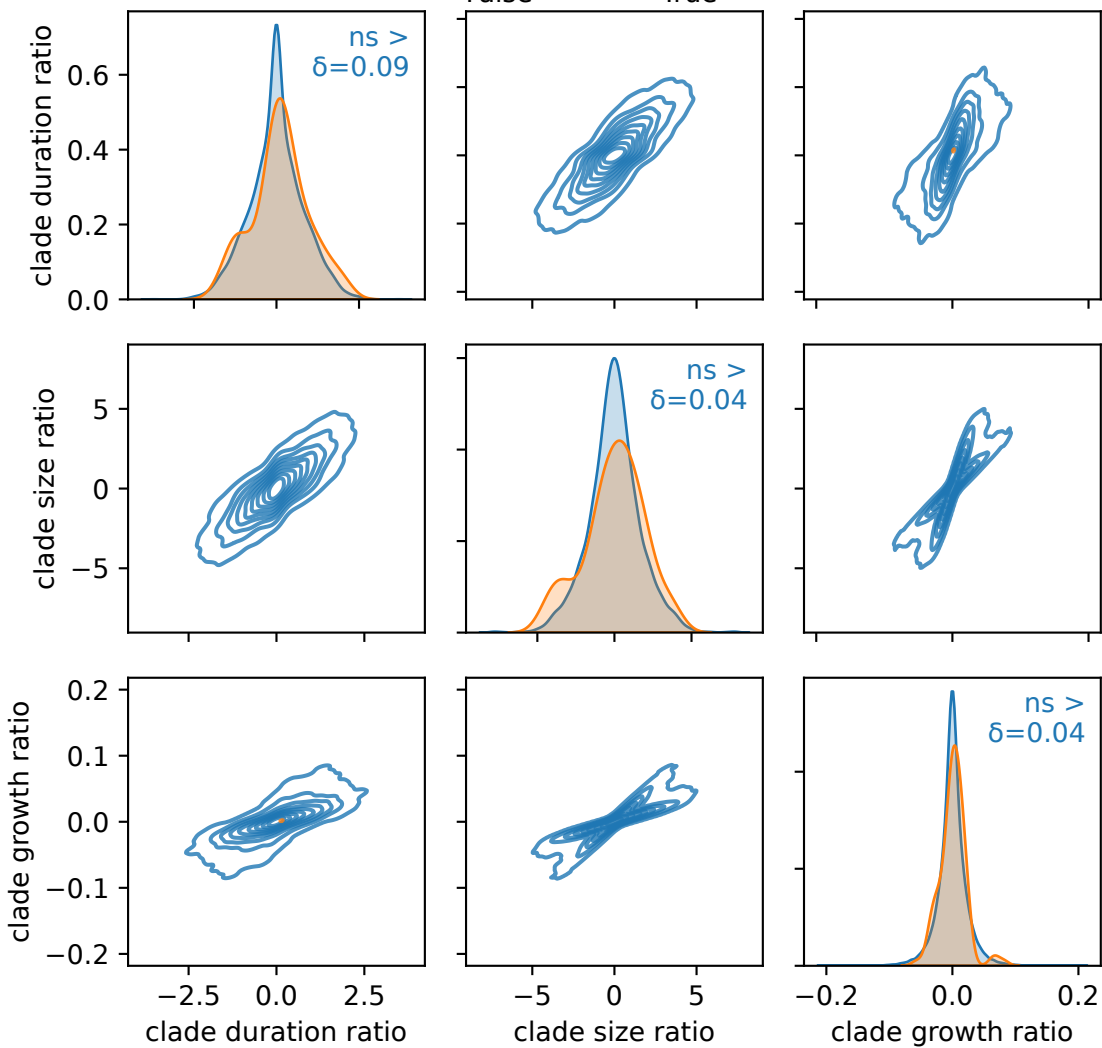 False True
clade duration ratio
0.6
0.4
0.2
0.0
ns >
δ=0.09
clade size ratio
5
0
−5
ns >
δ=0.04
clade growth ratio
0.2
0.1
0.0
−0.1
−0.2
ns >
δ=0.04
−2.5 0.0 2.5
−5 0 5
−0.2 0.0 0.2
clade duration ratio
clade size ratio
clade growth ratio